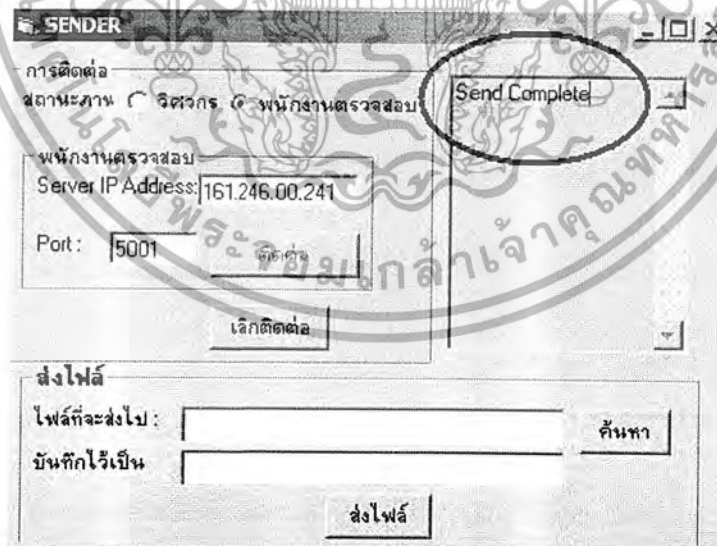 SENDER
การติดต่อ
สถานะภาพ วิศวกร พนักงานตรวจสอบ
Send Complete
พนักงานตรวจสอบ
Server IP Address: 161.246.00.241
Port : 5001 ติดต่อ
เลิกติดต่อ
ส่งไฟล์
ไฟล์ที่จะส่งไป :
ค้นหา
บันทึกไว้เป็น
ส่งไฟล์